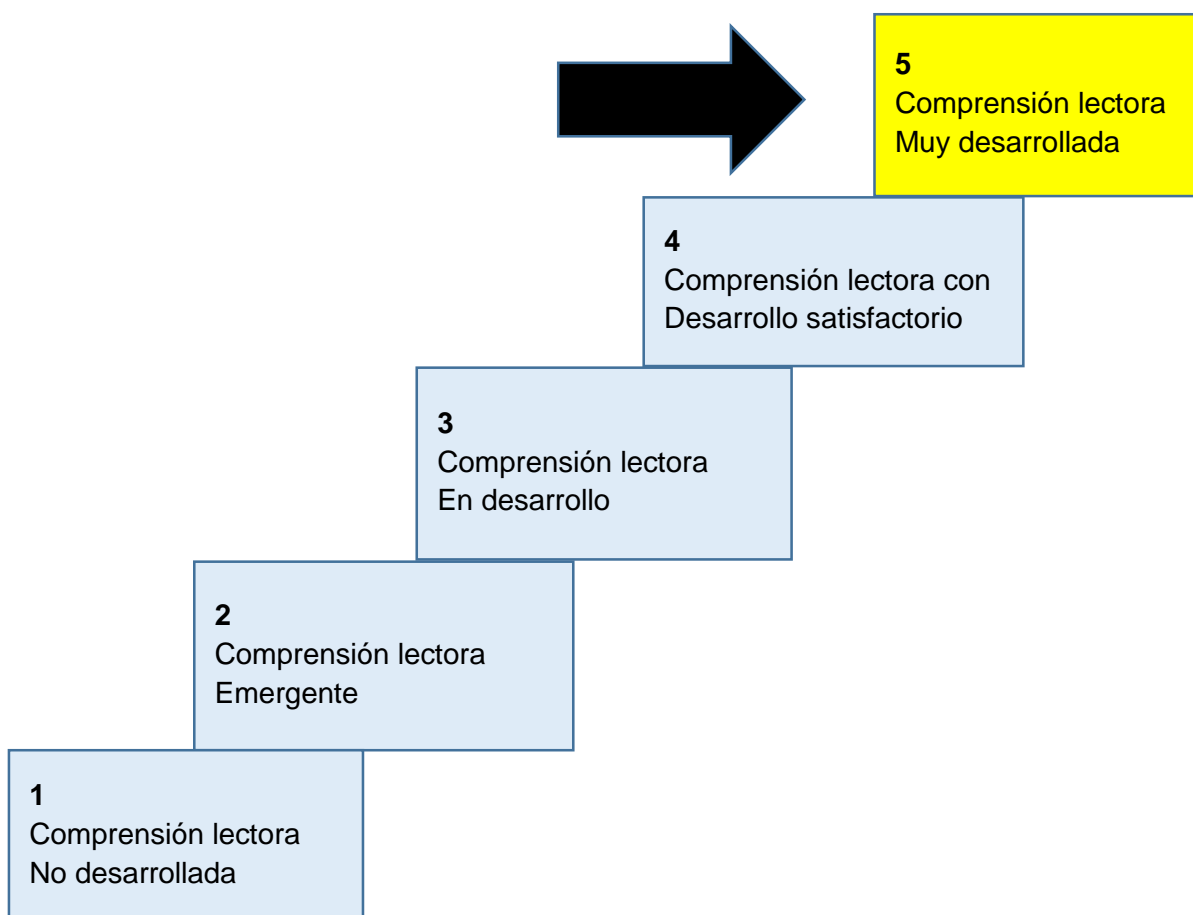 5
Comprensión lectora
Muy desarrollada
4
Comprensión lectora con
Desarrollo satisfactorio
3
Comprensión lectora
En desarrollo
2
Comprensión lectora
Emergente
1
Comprensión lectora
No desarrollada